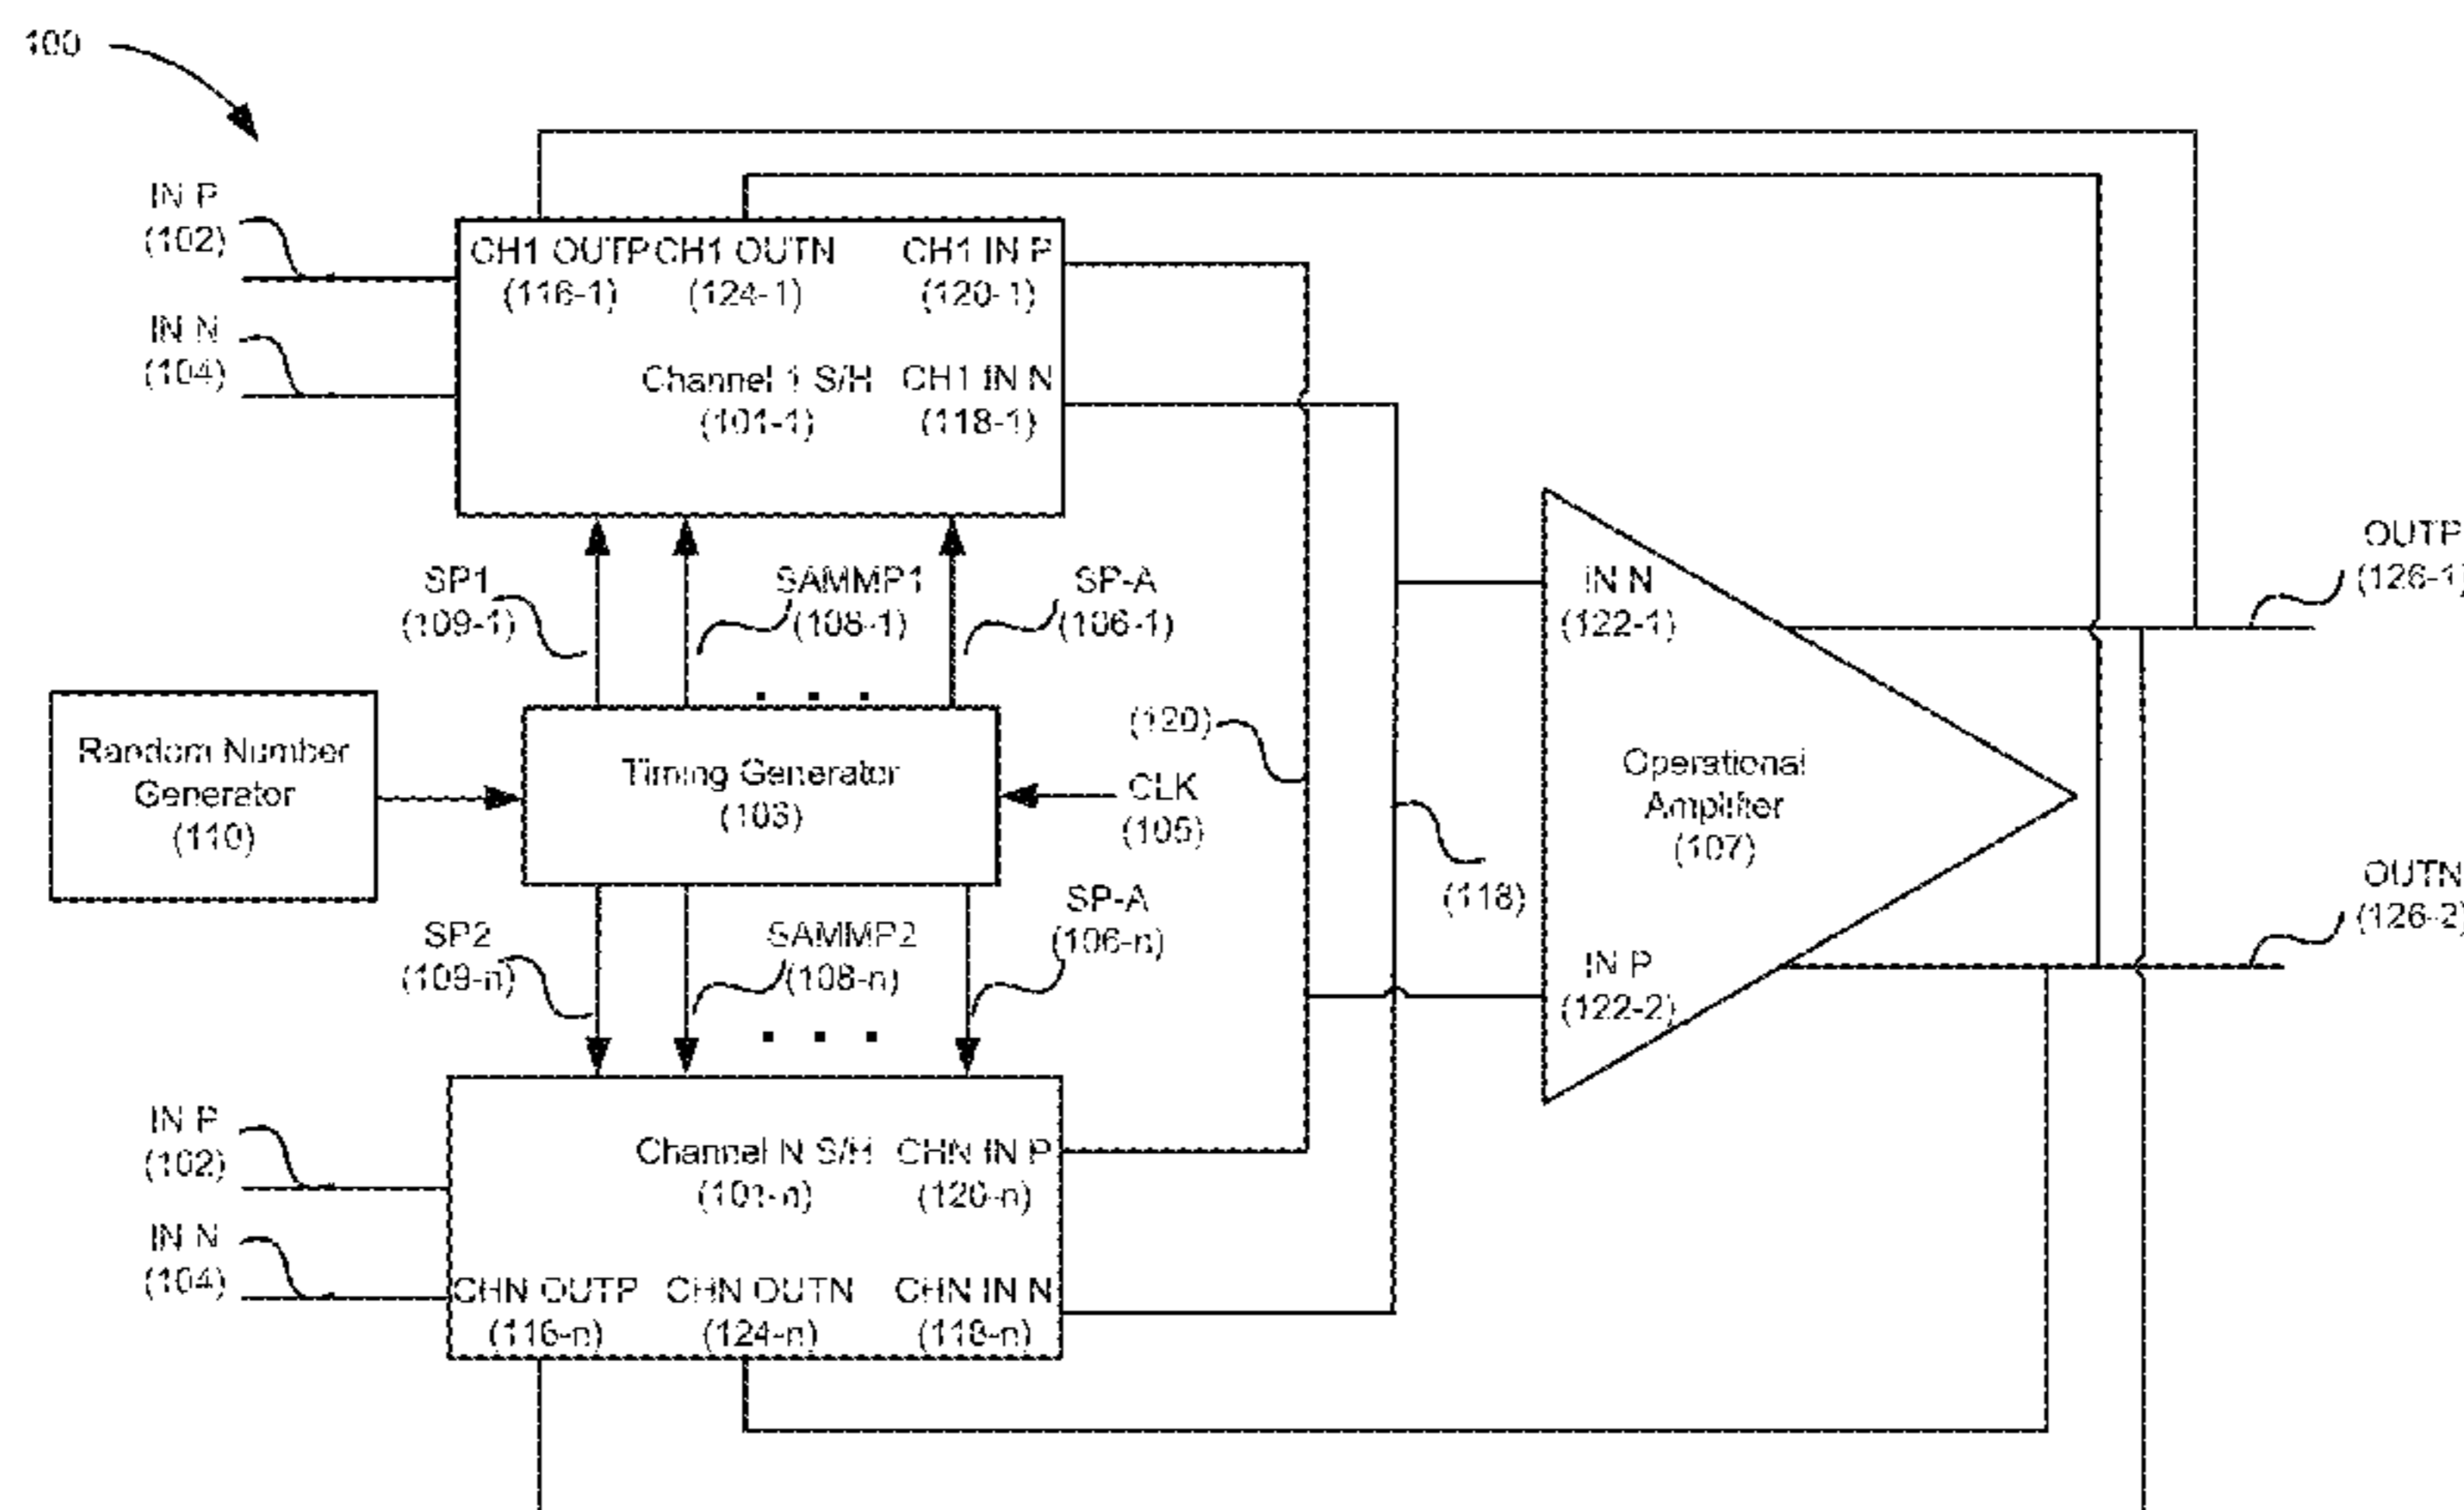 100
IN P
(102)
IN N
(104)
CH1 OUTP
(116-1)
CH1 OUTN
(124-1)
CH1 IN P
(120-1)
Channel 1 S/H
(101-1)
CH1 IN N
(118-1)
SP1
(109-1)
SAMMP1
(108-1)
SP-A
(106-1)
. . .
Random Number
Generator
(110)
Timing Generator
(103)
CLK
(105)
(120)
(118)
IN N
(122-1)
Operational
Amplifier
(107)
IN P
(122-2)
OUTP
(126-1)
OUTN
(126-2)
SP2
(109-n)
SAMMP2
(108-n)
SP-A
(106-n)
. . .
IN P
(102)
IN N
(104)
Channel N S/H
(101-n)
CHN IN P
(120-n)
CHN OUTP
(116-n)
CHN OUTN
(124-n)
CHN IN N
(118-n)